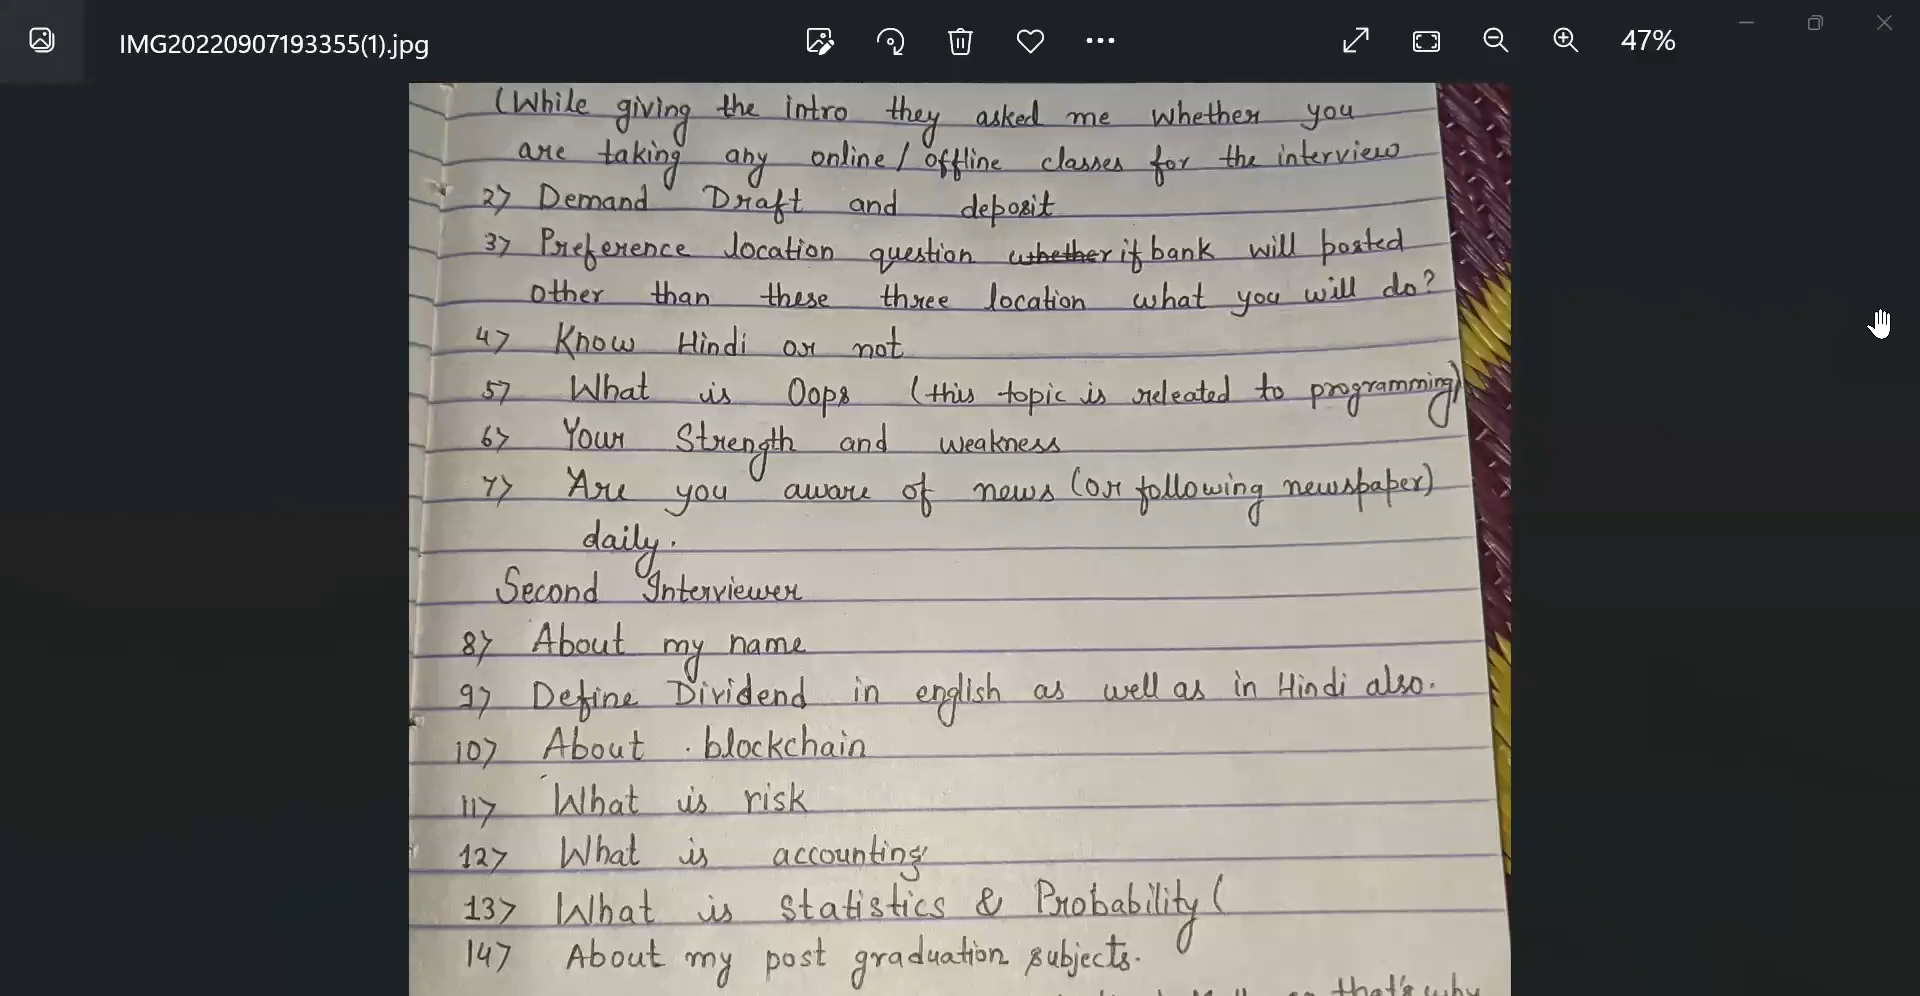 IMG20220907193355(1).jpg
47%
(While giving the intro they asked me whether you
are taking any online / offline classes for the interview
2> Demand Draft and deposit
3> Preference location question whether if bank will posted
other than these three location what you will do?
4> Know Hindi or not
5> What is Oops (this topic is releated to programming)
6> Your Strength and weakness
7> Are you aware of news (or following newspaper)
daily.
Second Interviewer
8> About my name
9> Define Dividend in english as well as in Hindi also.
10> About blockchain
11> What is risk
12> What is accounting
13> What is Statistics & Probability (
14> About my post graduation subjects.
that's why